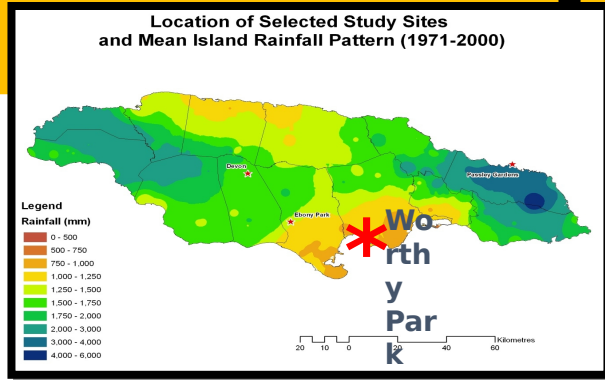 Location of Selected Study Sites
and Mean Island Rainfall Pattern (1971-2000)
Devon
Passley Gardens
Ebony Park
Wo
rth
y
Par
k
Legend
Rainfall (mm)
0 - 500
500 - 750
750 - 1,000
1,000 - 1,250
1,250 - 1,500
1,500 - 1,750
1,750 - 2,000
2,000 - 3,000
3,000 - 4,000
4,000 - 6,000
Kilometres
20 10 0 20 40 60